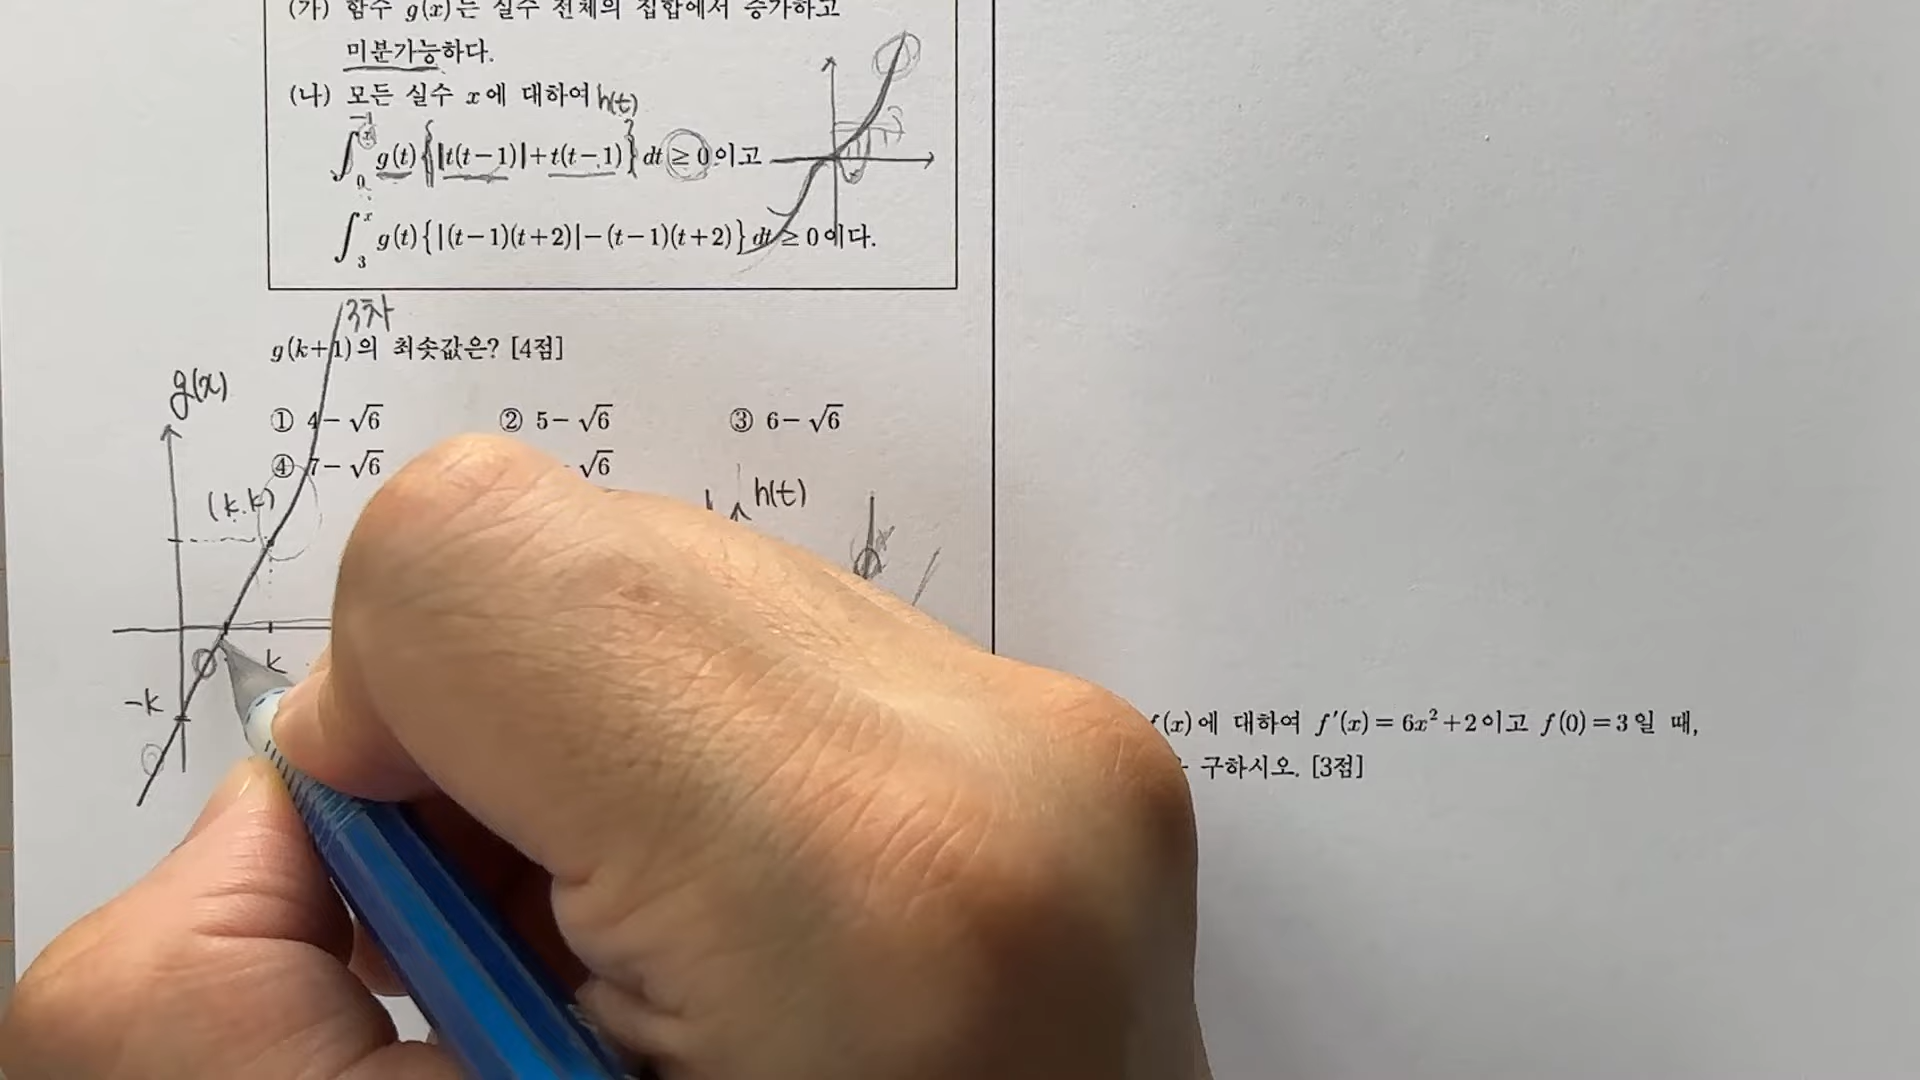 (가) 함수 g(x)는 실수 전체의 집합에서 증가하고
미분가능하다.
(나) 모든 실수 x에 대하여 h(t)
-1
∫₀ˣ g(t){|t(t-1)|+t(t-1)}dt ≥ 0이고
∫₃ˣ g(t){|(t-1)(t+2)|-(t-1)(t+2)}dt ≥ 0이다.
3차
g(k+1)의 최솟값은? [4점]
g(x)
① 4-√6 ② 5-√6 ③ 6-√6
④ 7-√6 -√6
(k.k)
h(t)
k
-k
f(x)에 대하여 f′(x)=6x²+2이고 f(0)=3일 때,
구하시오. [3점]